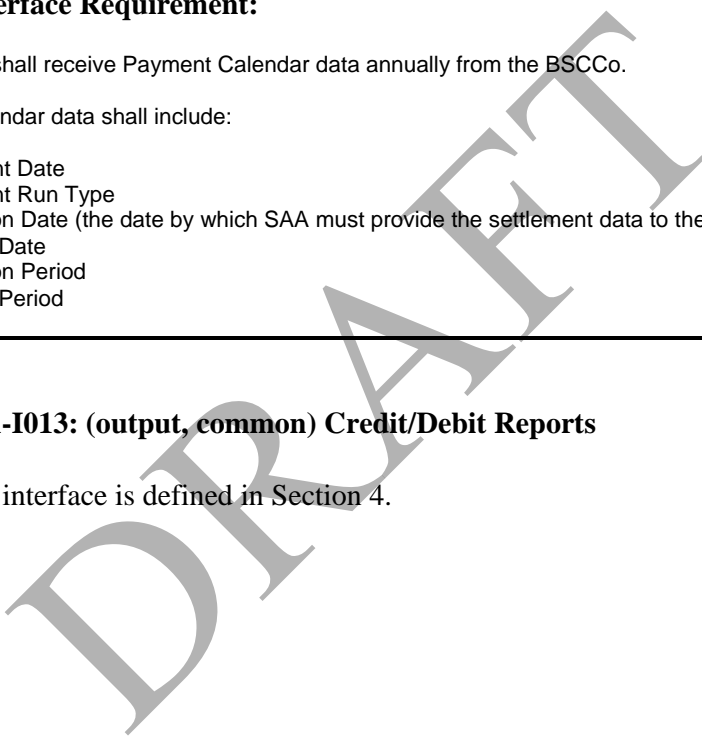 erface Requirement:
shall receive Payment Calendar data annually from the BSCCo.
ndar data shall include:
nt Date
nt Run Type
on Date (the date by which SAA must provide the settlement data to the
Date
on Period
Period
-I013: (output, common) Credit/Debit Reports
interface is defined in Section 4.
DRAFT